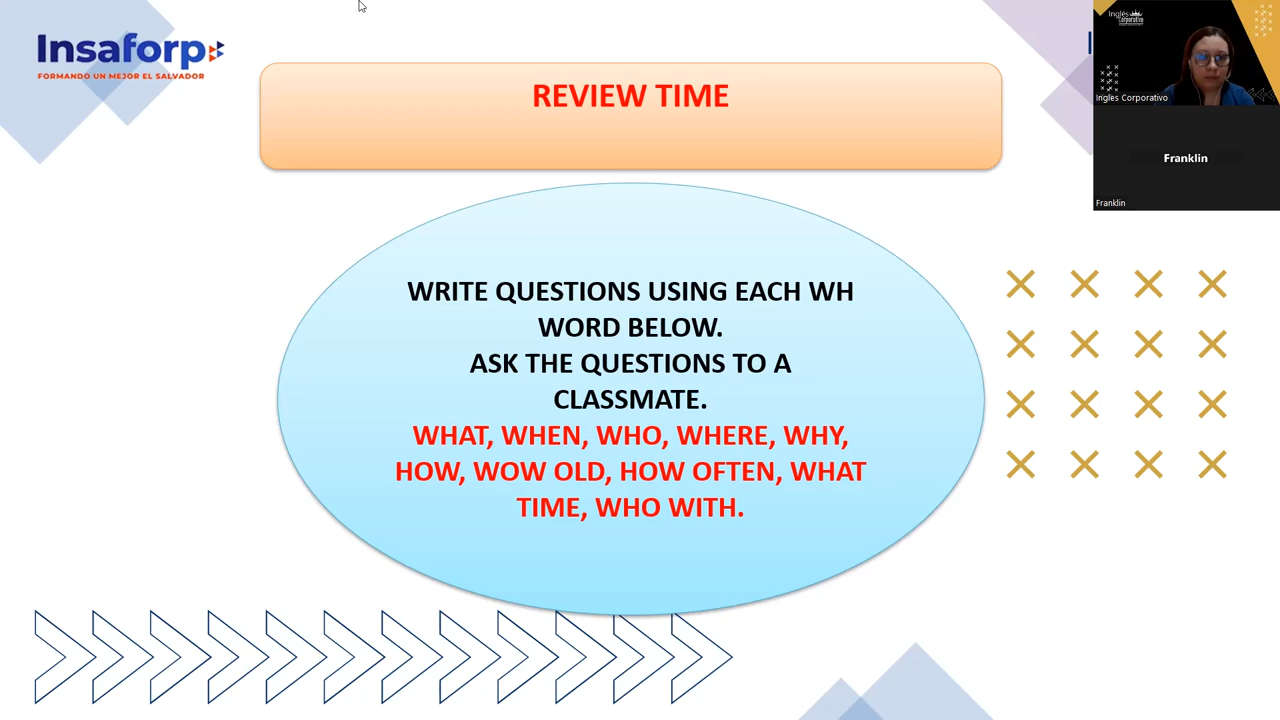 Insaforp
FORMANDO UN MEJOR EL SALVADOR
REVIEW TIME
WRITE QUESTIONS USING EACH WH
WORD BELOW.
ASK THE QUESTIONS TO A
CLASSMATE.
WHAT, WHEN, WHO, WHERE, WHY,
HOW, WOW OLD, HOW OFTEN, WHAT
TIME, WHO WITH.
I
Inglés
Corporativo
Ingles Corporativo
Franklin
Franklin